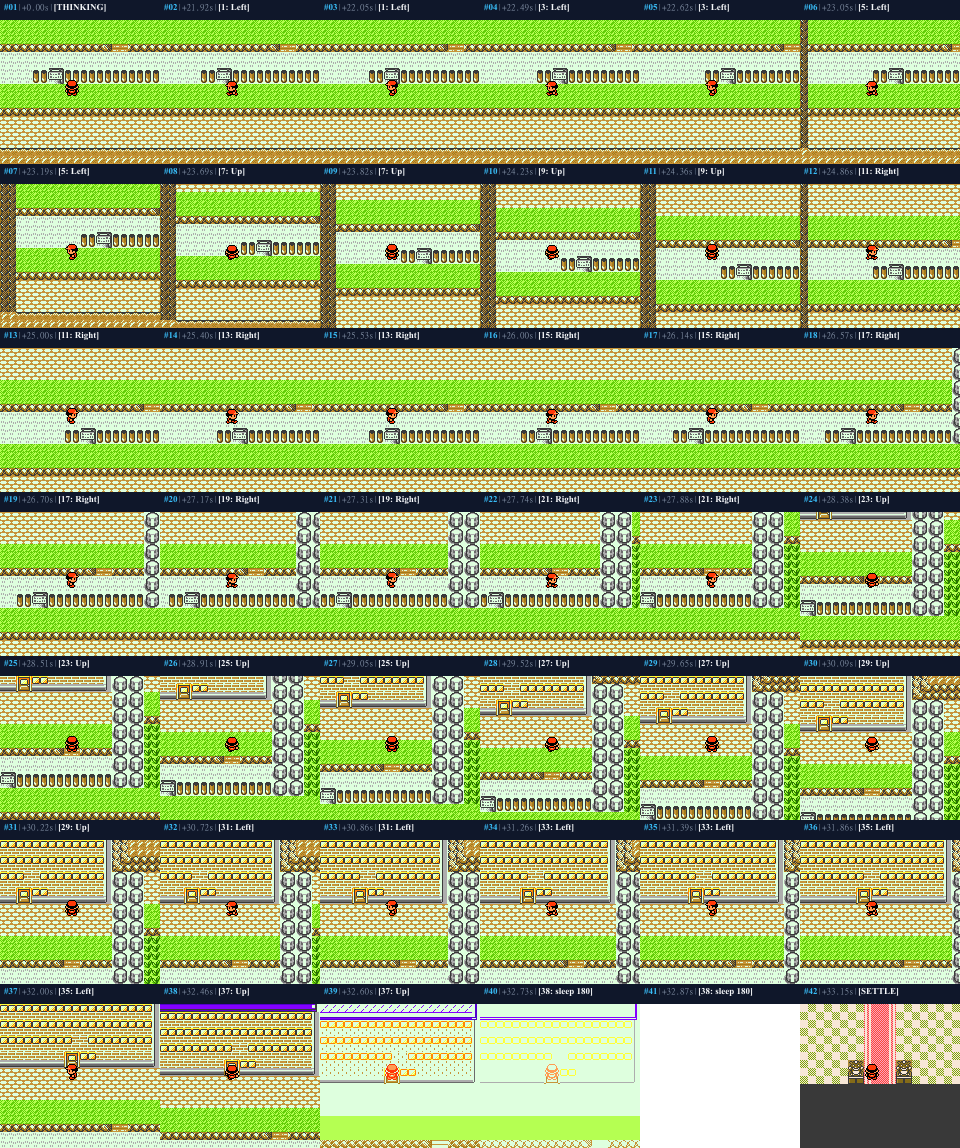 #01 | +0.00s | [THINKING]
#02 | +21.92s | [1: Left]
#03 | +22.05s | [1: Left]
#04 | +22.49s | [3: Left]
#05 | +22.62s | [3: Left]
#06 | +23.05s | [5: Left]
#07 | +23.19s | [5: Left]
#08 | +23.69s | [7: Up]
#09 | +23.82s | [7: Up]
#10 | +24.23s | [9: Up]
#11 | +24.36s | [9: Up]
#12 | +24.86s | [11: Right]
#13 | +25.00s | [11: Right]
#14 | +25.40s | [13: Right]
#15 | +25.53s | [13: Right]
#16 | +26.00s | [15: Right]
#17 | +26.14s | [15: Right]
#18 | +26.57s | [17: Right]
#19 | +26.70s | [17: Right]
#20 | +27.17s | [19: Right]
#21 | +27.31s | [19: Right]
#22 | +27.74s | [21: Right]
#23 | +27.88s | [21: Right]
#24 | +28.38s | [23: Up]
#25 | +28.51s | [23: Up]
#26 | +28.91s | [25: Up]
#27 | +29.05s | [25: Up]
#28 | +29.52s | [27: Up]
#29 | +29.65s | [27: Up]
#30 | +30.09s | [29: Up]
#31 | +30.22s | [29: Up]
#32 | +30.72s | [31: Left]
#33 | +30.86s | [31: Left]
#34 | +31.26s | [33: Left]
#35 | +31.39s | [33: Left]
#36 | +31.86s | [35: Left]
#37 | +32.00s | [35: Left]
#38 | +32.46s | [37: Up]
#39 | +32.60s | [37: Up]
#40 | +32.73s | [38: sleep 180]
#41 | +32.87s | [38: sleep 180]
#42 | +33.15s | [SETTLE]